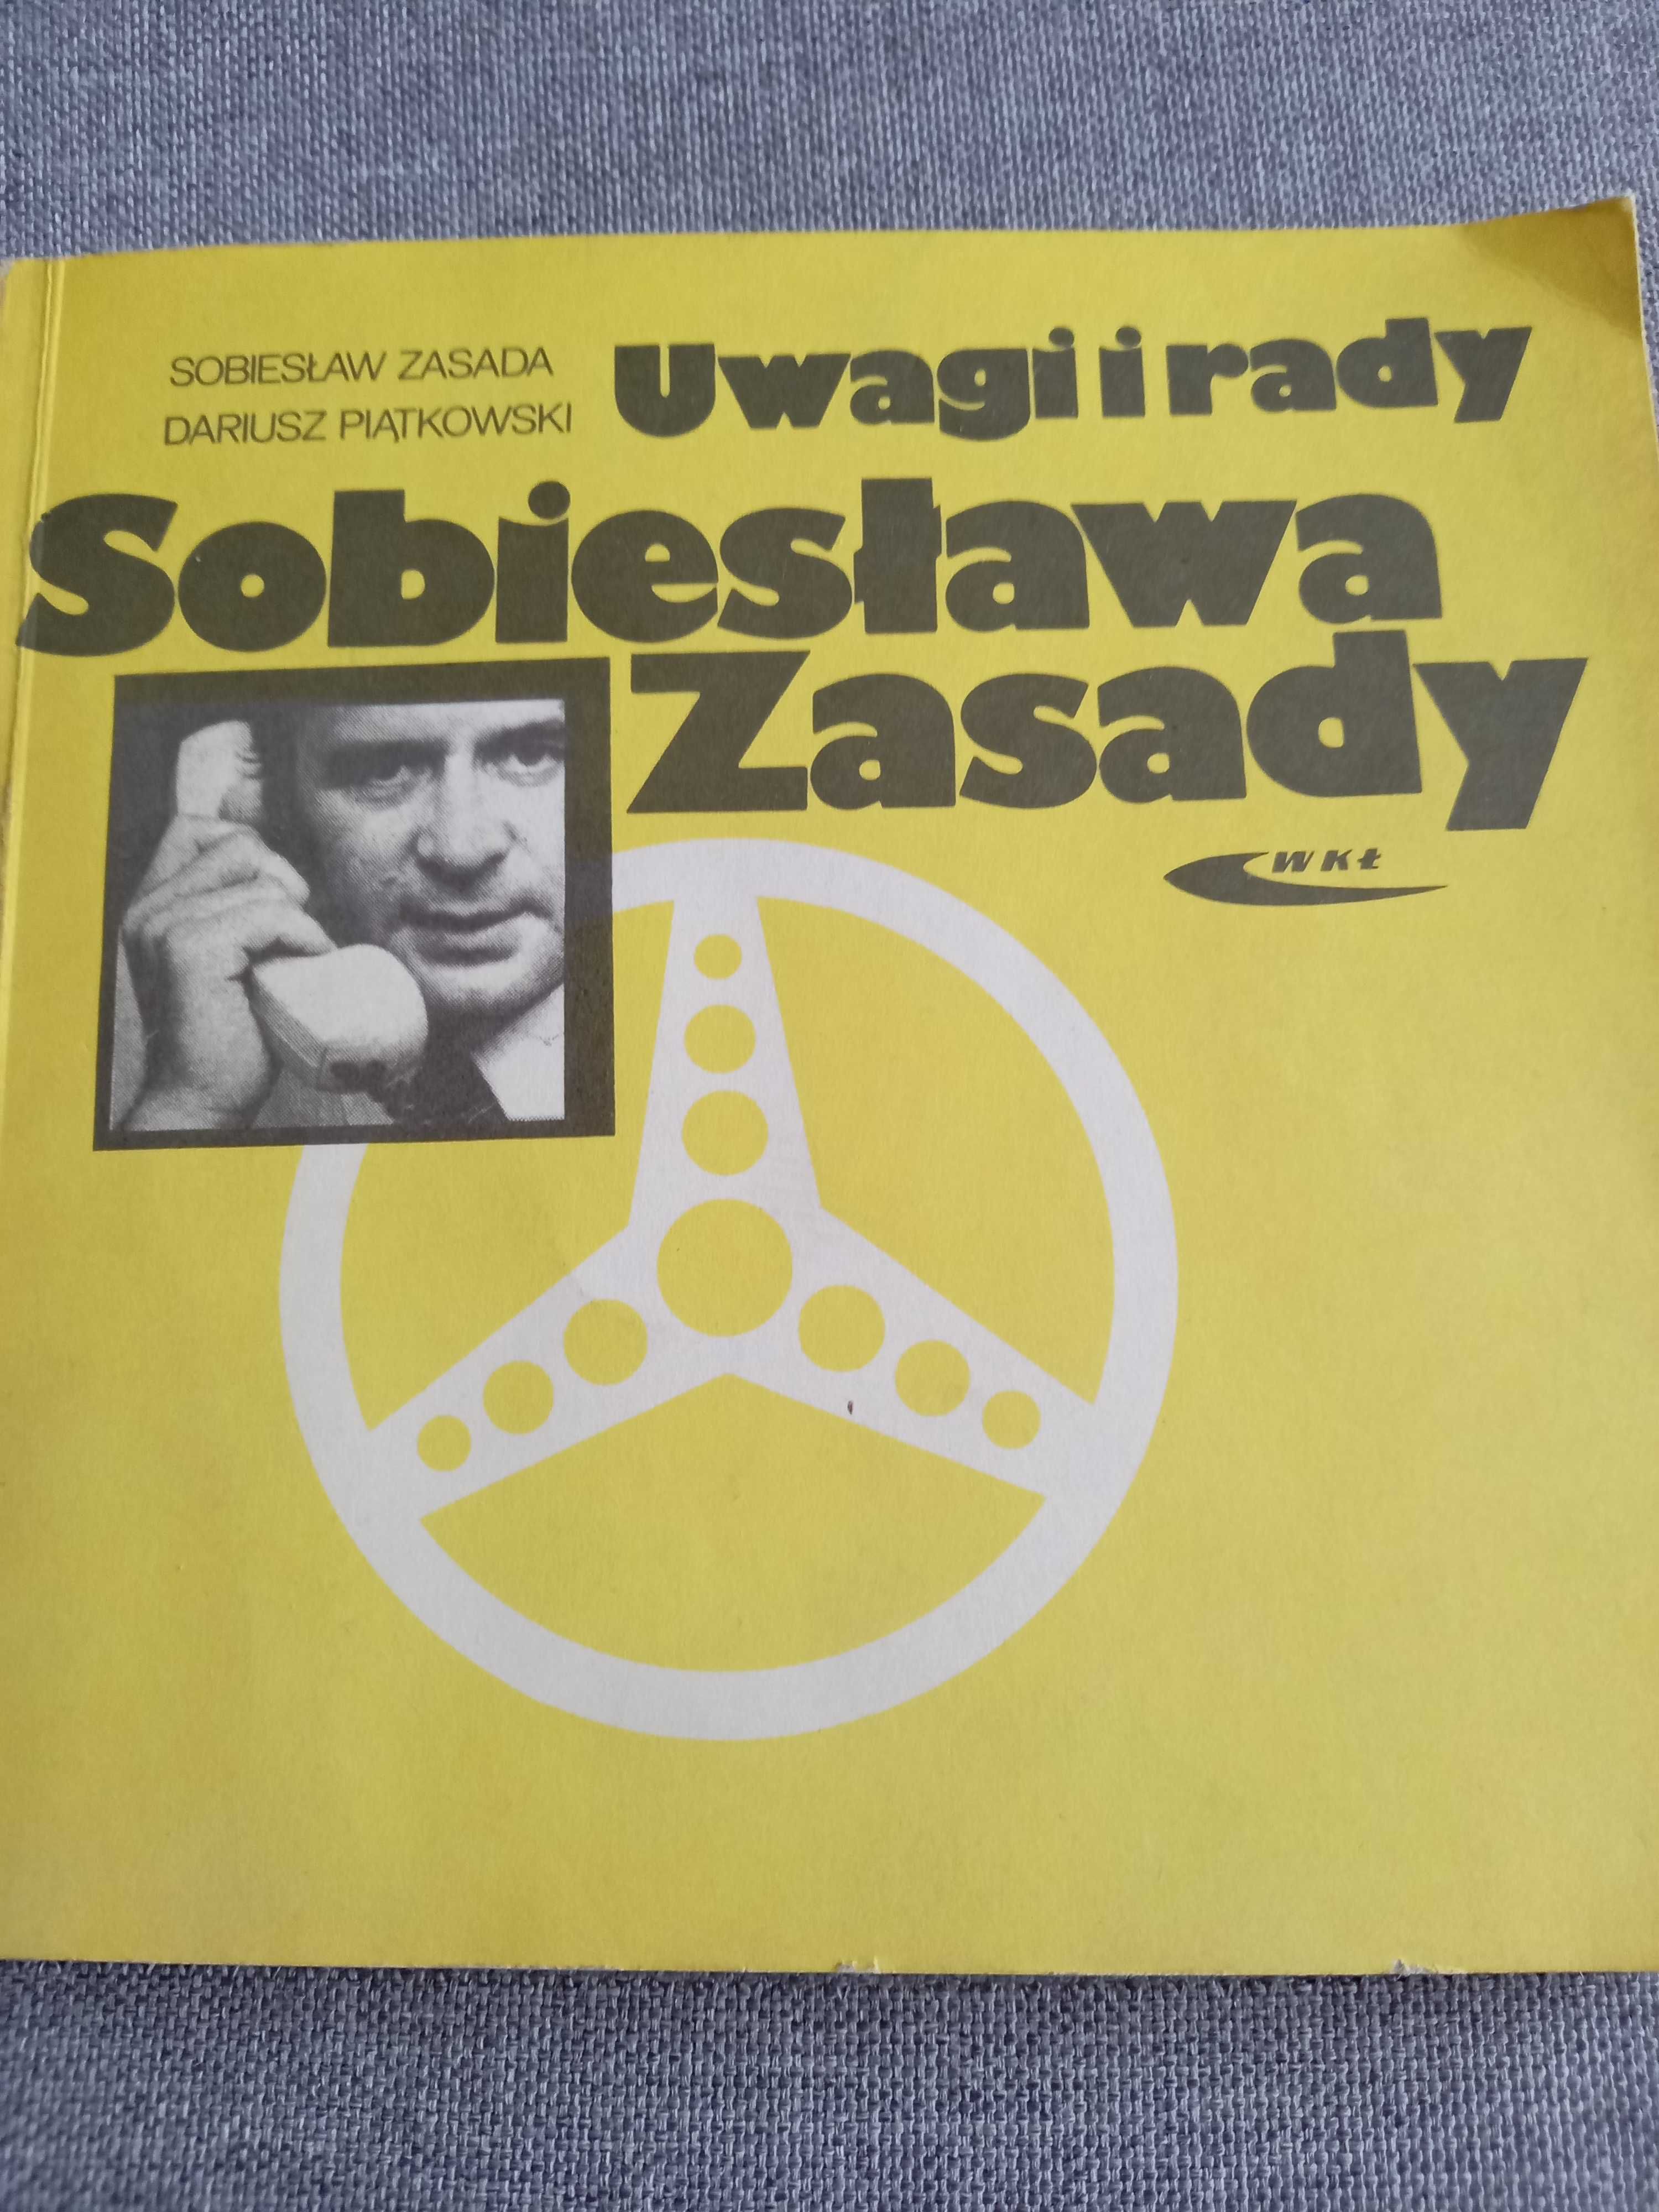 SOBIESŁAW ZASADA
DARIUSZ PIĄTKOWSKI
Uwagi i rady
Sobiesława
Zasady
WKŁ